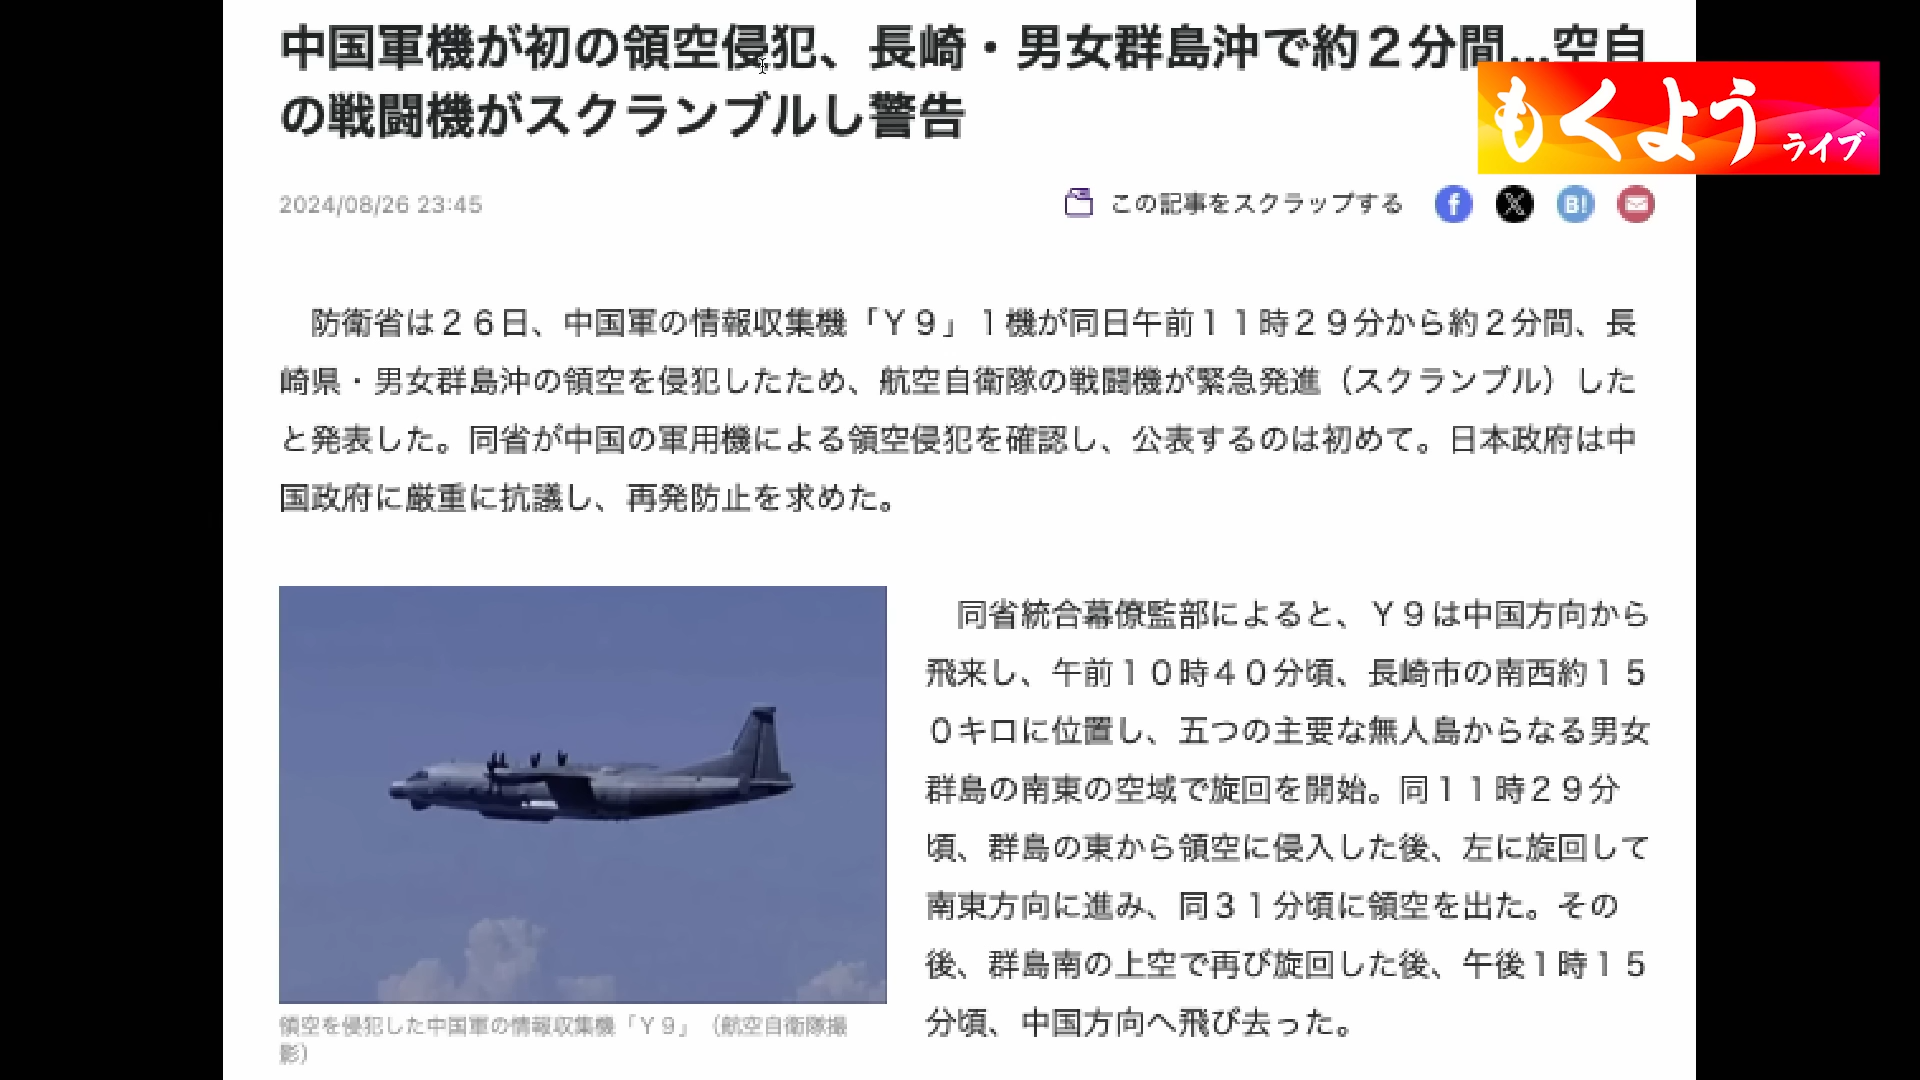 中国軍機が初の領空侵犯、長崎・男女群島沖で約２分間…空自
の戦闘機がスクランブルし警告
もくよう ライブ
2024/08/26 23:45
この記事をスクラップする
B!
　防衛省は２６日、中国軍の情報収集機「Ｙ９」１機が同日午前１１時２９分から約２分間、長
崎県・男女群島沖の領空を侵犯したため、航空自衛隊の戦闘機が緊急発進（スクランブル）した
と発表した。同省が中国の軍用機による領空侵犯を確認し、公表するのは初めて。日本政府は中
国政府に厳重に抗議し、再発防止を求めた。
　同省統合幕僚監部によると、Ｙ９は中国方向から
飛来し、午前１０時４０分頃、長崎市の南西約１５
０キロに位置し、五つの主要な無人島からなる男女
群島の南東の空域で旋回を開始。同１１時２９分
頃、群島の東から領空に侵入した後、左に旋回して
南東方向に進み、同３１分頃に領空を出た。その
後、群島南の上空で再び旋回した後、午後１時１５
分頃、中国方向へ飛び去った。
領空を侵犯した中国軍の情報収集機「Ｙ９」（航空自衛隊撮
影）